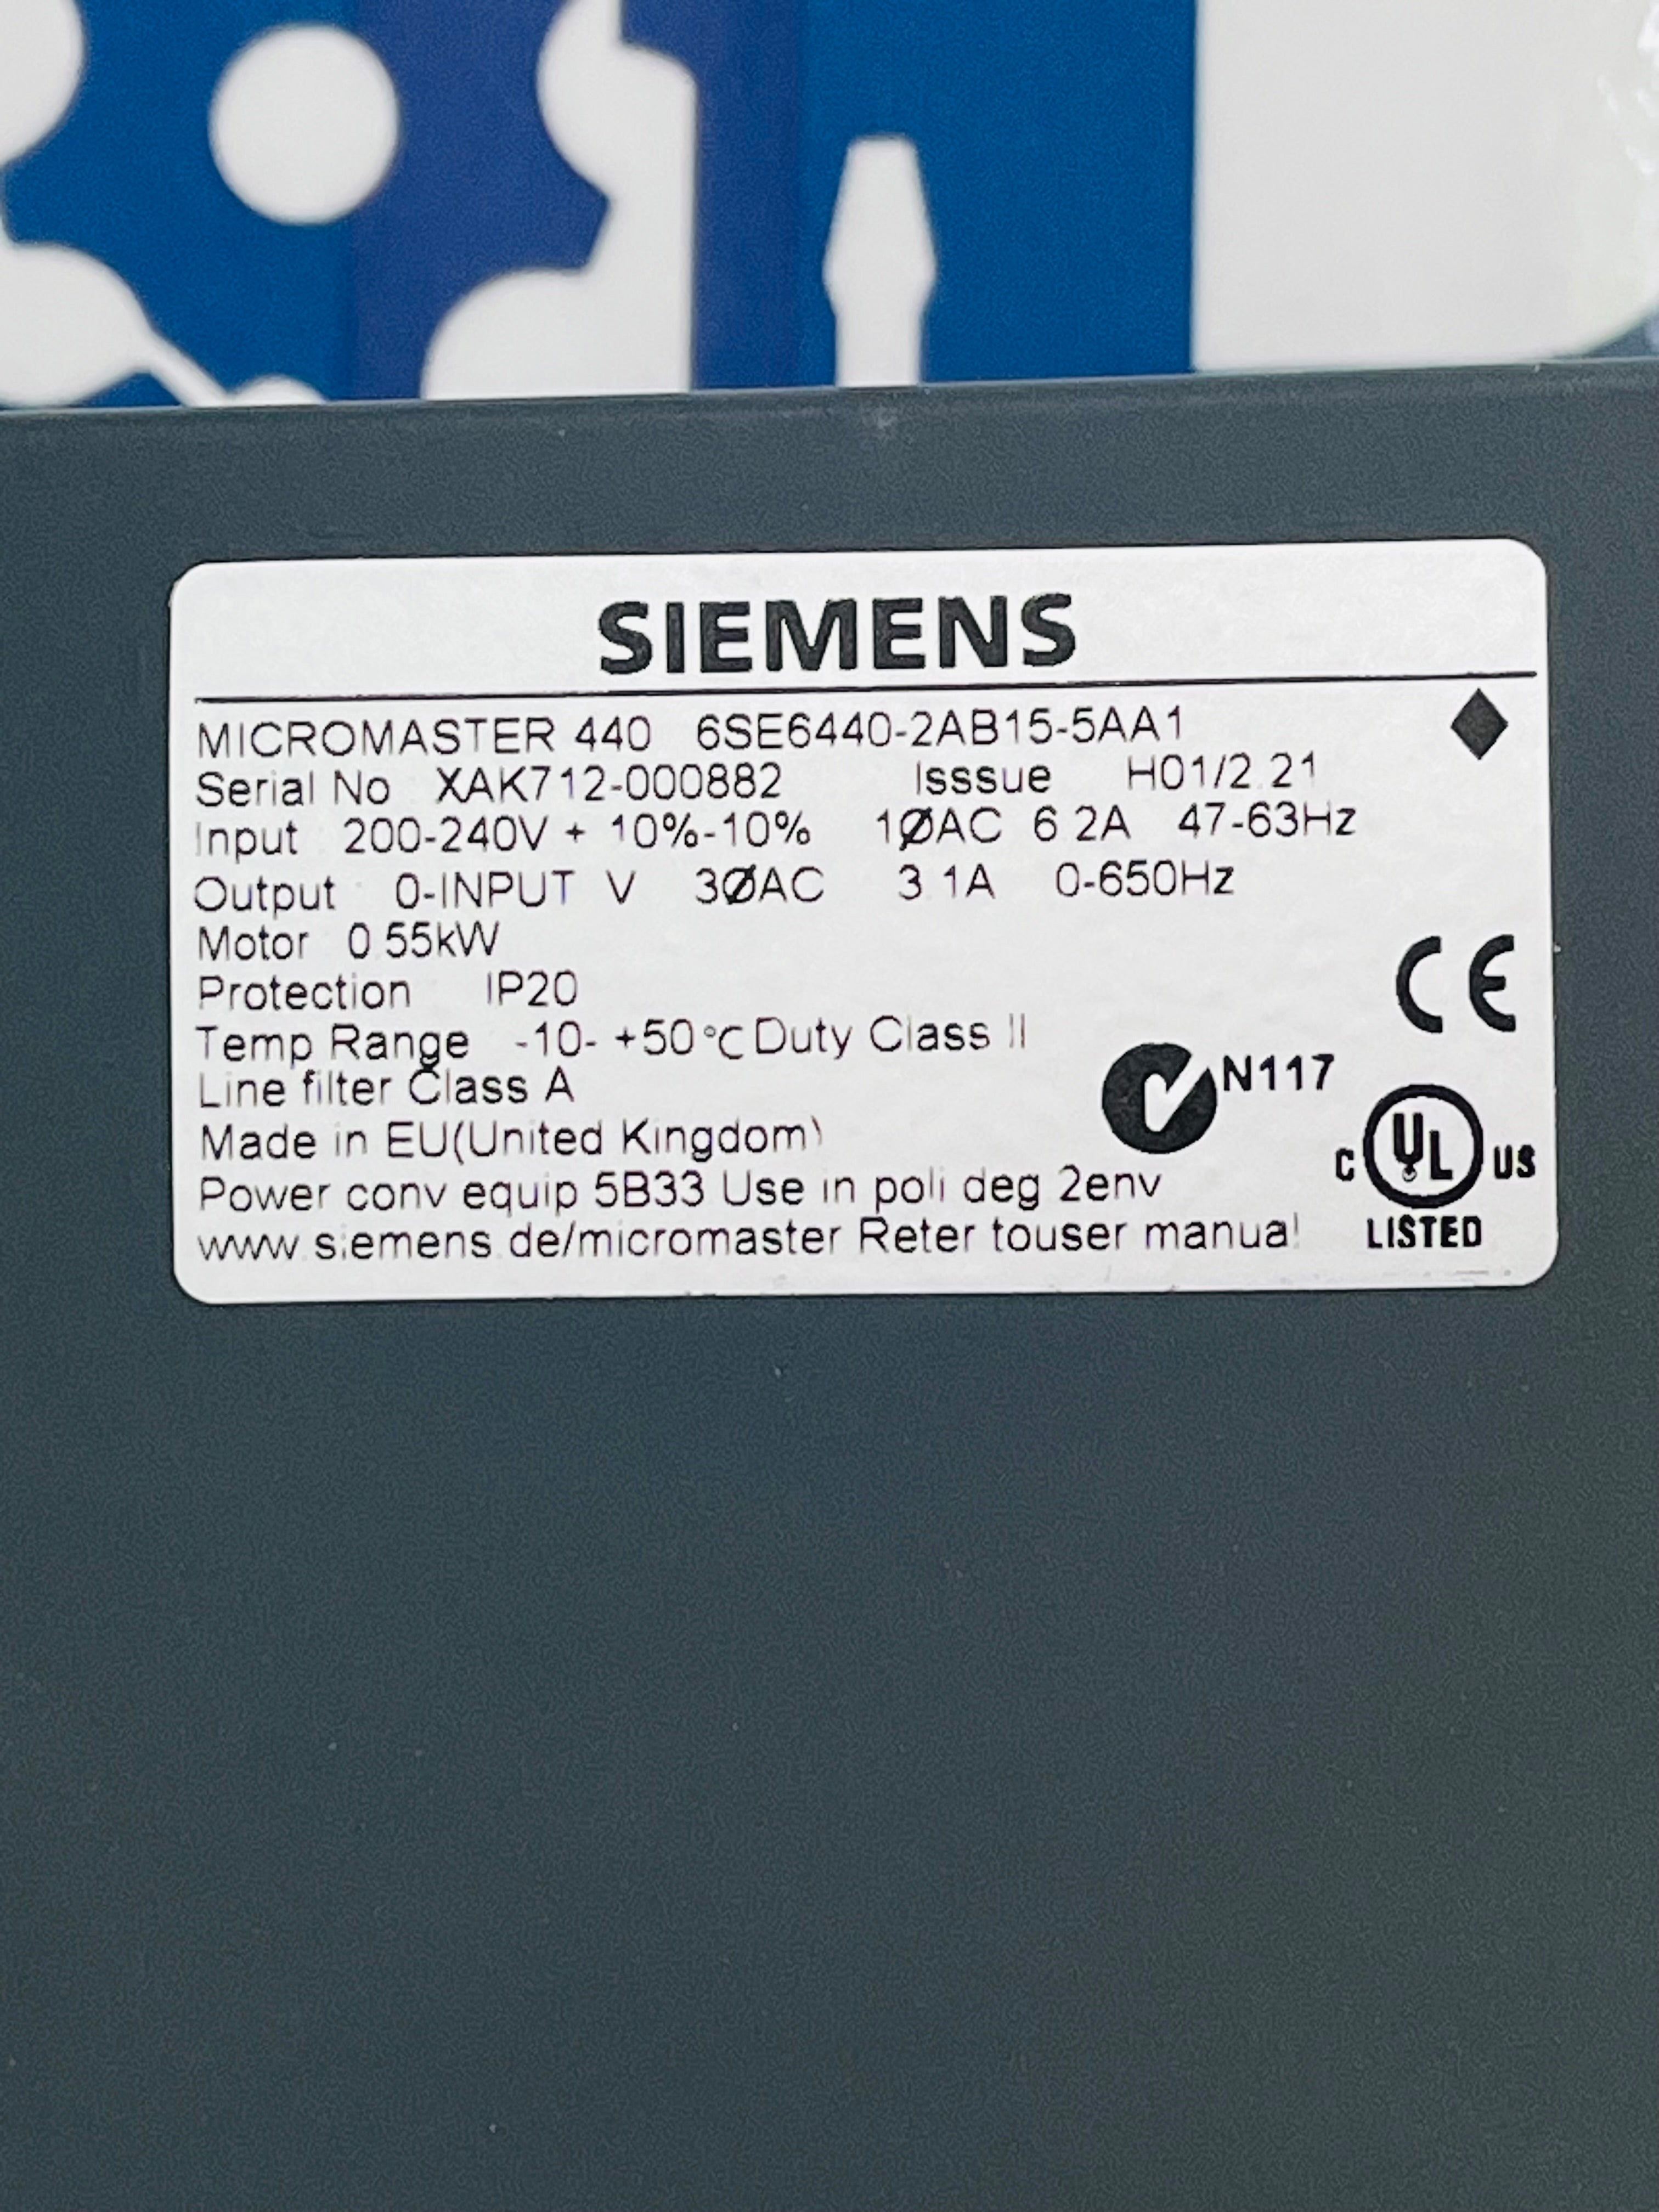 SIEMENS
MICROMASTER 440 6SE6440-2AB15-5AA1
Serial No XAK712-000882 Isssue H01/2 21
Input 200-240V + 10%-10% 1ØAC 6 2A 47-63Hz
Output 0-INPUT V 3ØAC 3 1A 0-650Hz
Motor 0 55kW
Protection IP20
Temp Range -10- +50°C Duty Class II
Line filter Class A
Made in EU(United Kingdom)
Power conv equip 5B33 Use in poli deg 2env
www siemens de/micromaster Reter touser manual
CE
N117
C UL US
LISTED